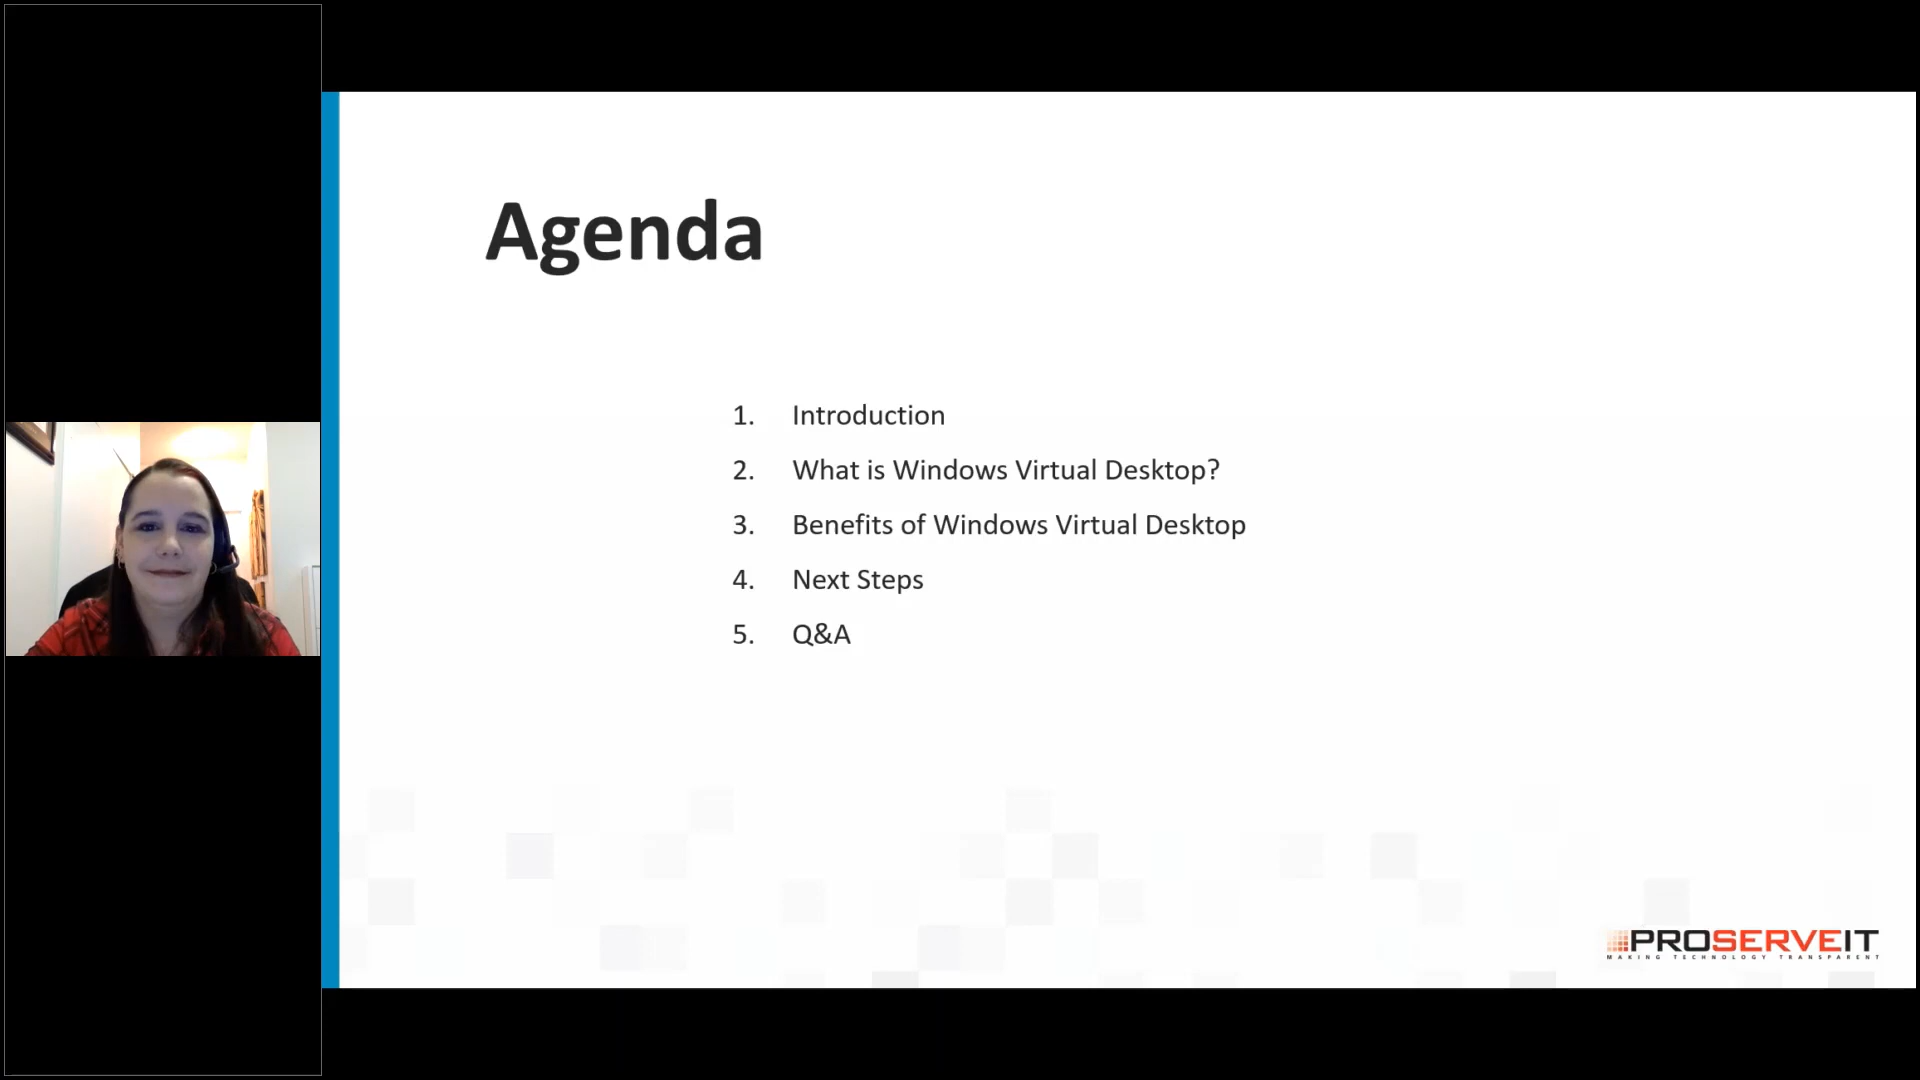 Agenda
1. Introduction
2. What is Windows Virtual Desktop?
3. Benefits of Windows Virtual Desktop
4. Next Steps
5. Q&A
PROSERVEIT
MAKING TECHNOLOGY TRANSPARENT